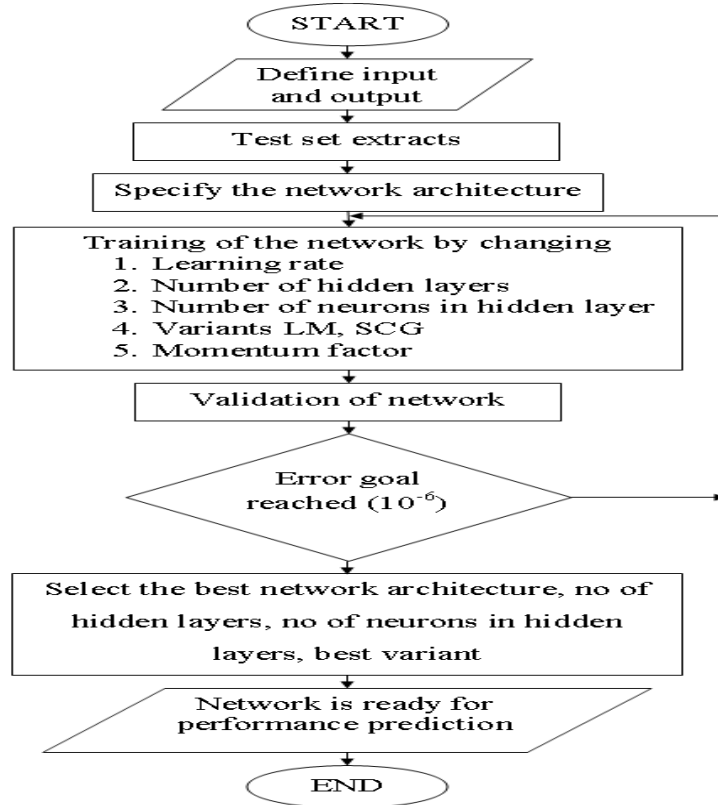 START
Define input
and output
Test set extracts
Specify the network architecture
Training of the network by changing
1. Learning rate
2. Number of hidden layers
3. Number of neurons in hidden layer
4. Variants LM, SCG
5. Momentum factor
Validation of network
Error goal
reached (10⁻⁶)
Select the best network architecture, no of
hidden layers, no of neurons in hidden
layers, best variant
Network is ready for
performance prediction
END